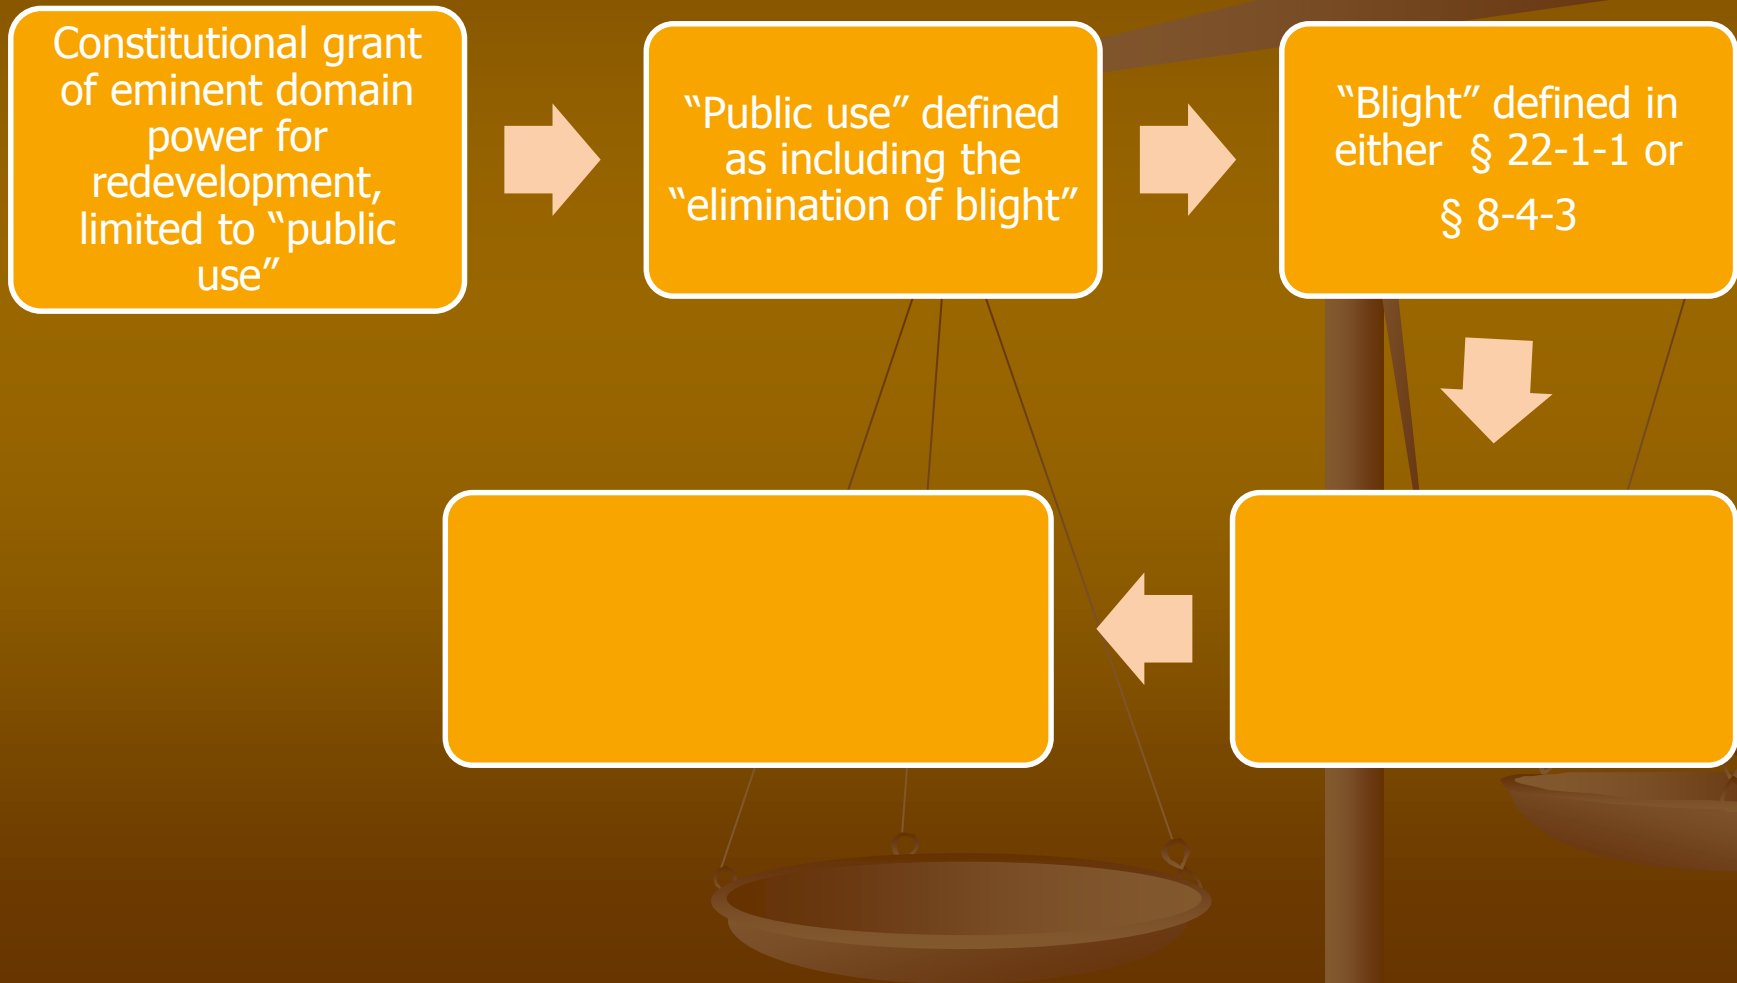 Constitutional grant
of eminent domain
power for
redevelopment,
limited to “public
use”
“Public use” defined
as including the
“elimination of blight”
“Blight” defined in
either § 22-1-1 or
§ 8-4-3